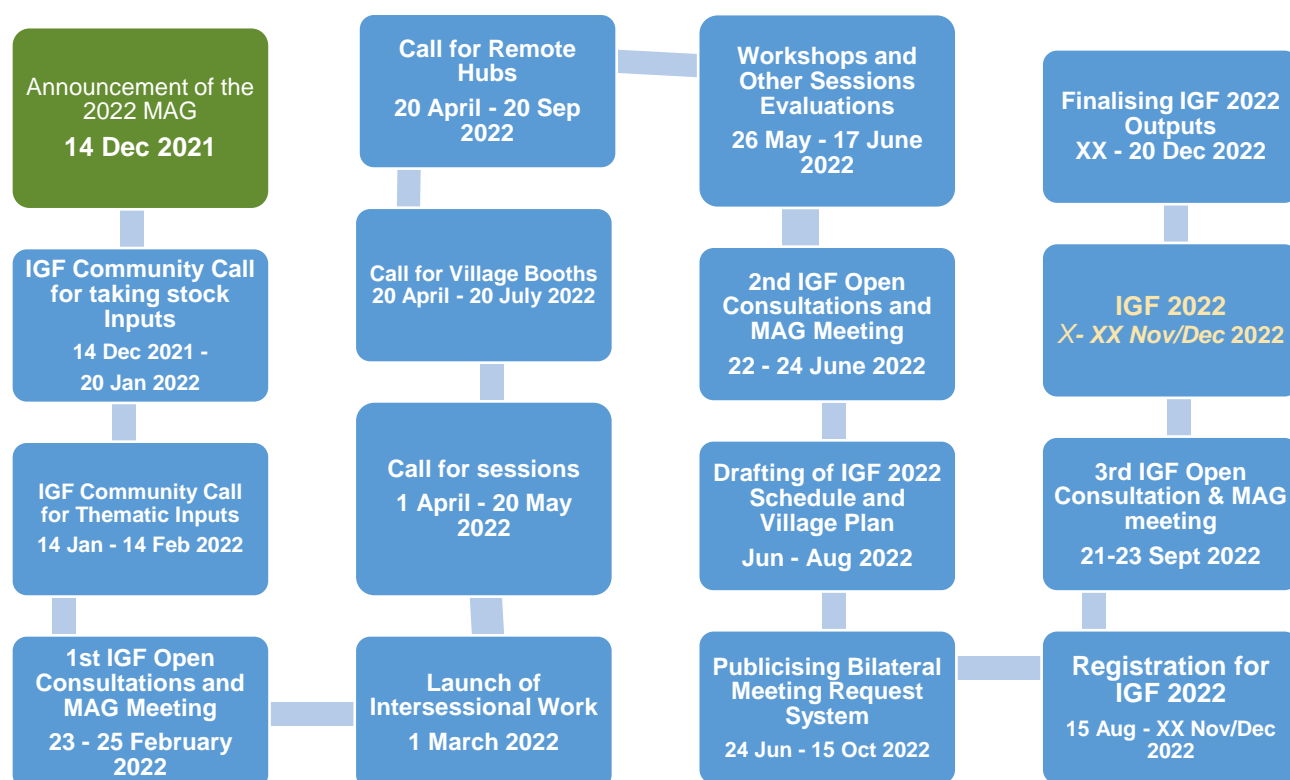 Announcement of the
2022 MAG
14 Dec 2021
IGF Community Call
for taking stock
Inputs
14 Dec 2021 -
20 Jan 2022
IGF Community Call
for Thematic Inputs
14 Jan - 14 Feb 2022
1st IGF Open
Consultations and
MAG Meeting
23 - 25 February
2022
Launch of
Intersessional Work
1 March 2022
Call for sessions
1 April - 20 May
2022
Call for Village Booths
20 April - 20 July 2022
Call for Remote
Hubs
20 April - 20 Sep
2022
Workshops and
Other Sessions
Evaluations
26 May - 17 June
2022
2nd IGF Open
Consultations and
MAG Meeting
22 - 24 June 2022
Drafting of IGF 2022
Schedule and
Village Plan
Jun - Aug 2022
Publicising Bilateral
Meeting Request
System
24 Jun - 15 Oct 2022
Registration for
IGF 2022
15 Aug - XX Nov/Dec
2022
3rd IGF Open
Consultation & MAG
meeting
21-23 Sept 2022
IGF 2022
X- XX Nov/Dec 2022
Finalising IGF 2022
Outputs
XX - 20 Dec 2022